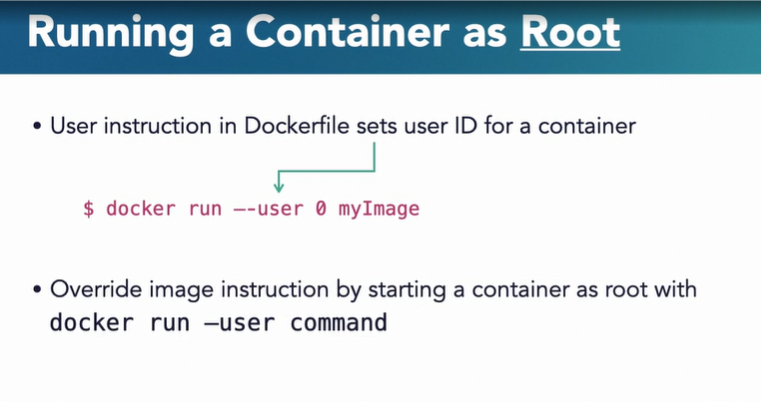 Running a Container as Root
• User instruction in Dockerfile sets user ID for a container
$ docker run –-user 0 myImage
• Override image instruction by starting a container as root with
docker run –user command